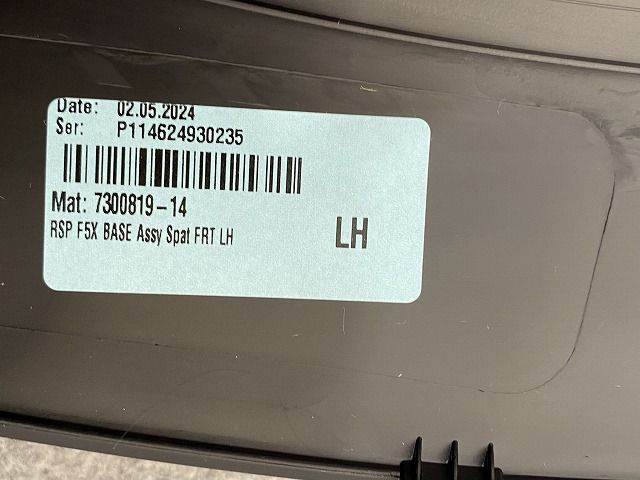 Date: 02.05.2024
Ser: P114624930235
Mat: 7300819-14
RSP F5X BASE Assy Spat FRT LH
LH